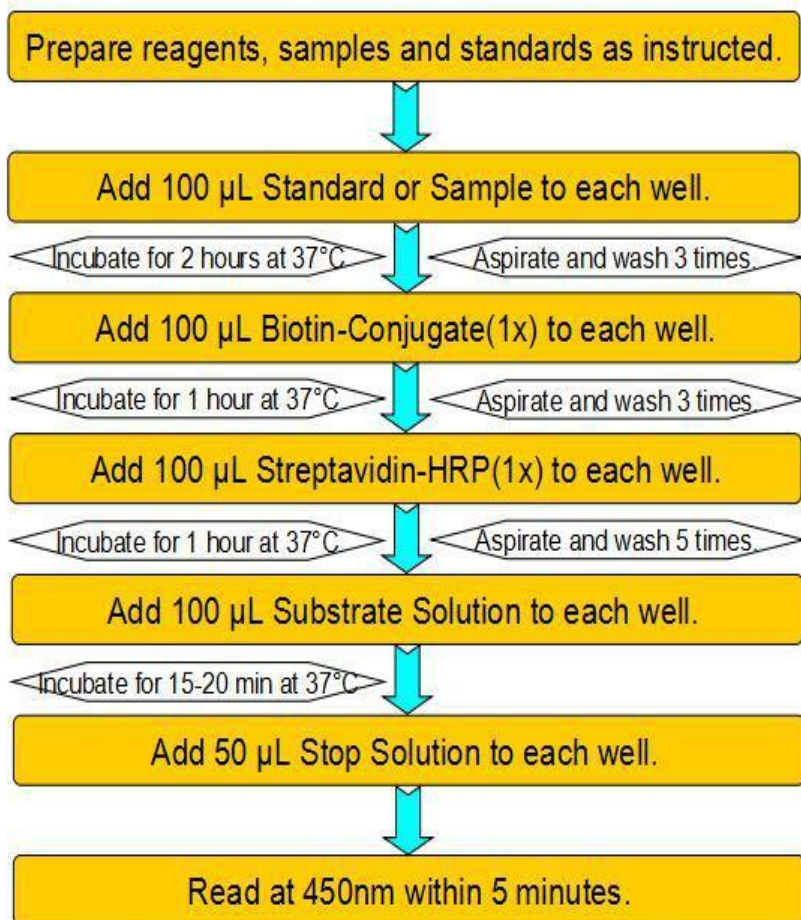 Prepare reagents, samples and standards as instructed.
Add 100 µL Standard or Sample to each well.
Incubate for 2 hours at 37°C
Aspirate and wash 3 times.
Add 100 µL Biotin-Conjugate(1x) to each well.
Incubate for 1 hour at 37°C
Aspirate and wash 3 times.
Add 100 µL Streptavidin-HRP(1x) to each well.
Incubate for 1 hour at 37°C
Aspirate and wash 5 times.
Add 100 µL Substrate Solution to each well.
Incubate for 15-20 min at 37°C
Add 50 µL Stop Solution to each well.
Read at 450nm within 5 minutes.